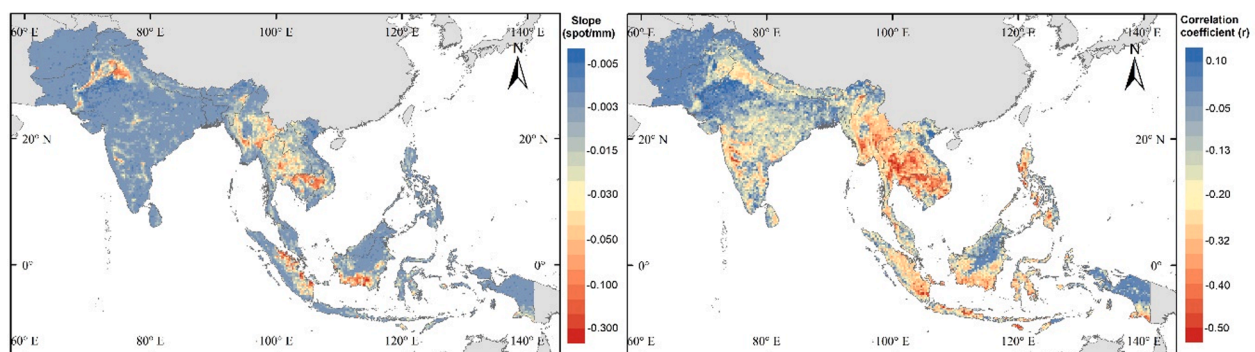 60° E
80° E
100° E
120° E
140° E
N
20° N
0°
0°
60° E
80° E
100° E
120° E
140° E
Slope
(spot/mm)
-0.005
-0.003
-0.015
-0.030
-0.050
-0.100
-0.300
60° E
80° E
100° E
120° E
140° E
N
20° N
0°
0°
60° E
80° E
100° E
120° E
140° E
Correlation
coefficient (r)
0.10
-0.05
-0.13
-0.20
-0.32
-0.40
-0.50